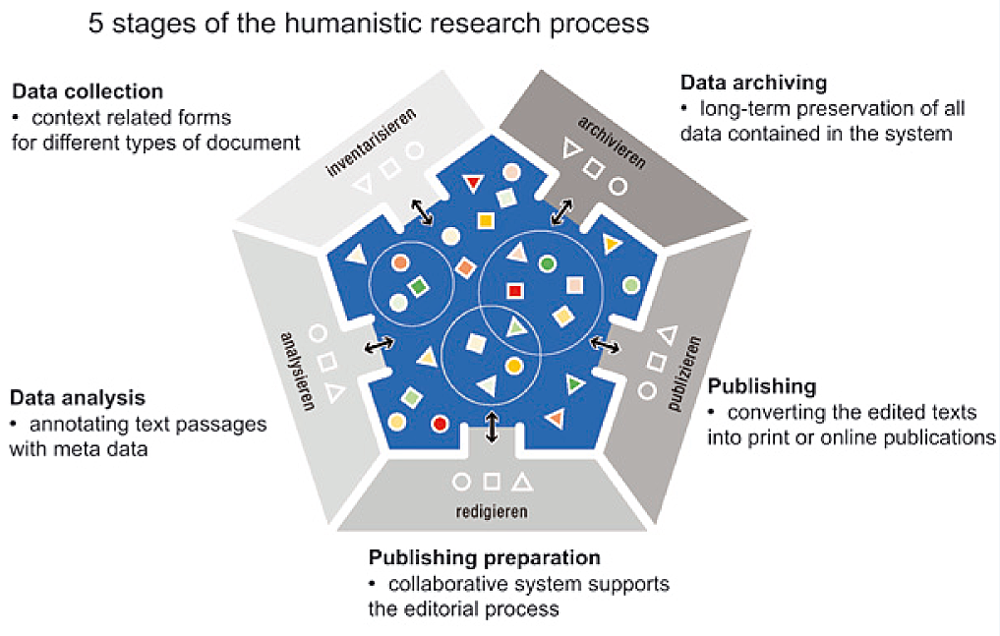 5 stages of the humanistic research process
Data collection
• context related forms
for different types of document
Data archiving
• long-term preservation of all
data contained in the system
inventarisieren
archivieren
analysieren
publizieren
Data analysis
• annotating text passages
with meta data
Publishing
• converting the edited texts
into print or online publications
redigieren
Publishing preparation
• collaborative system supports
the editorial process